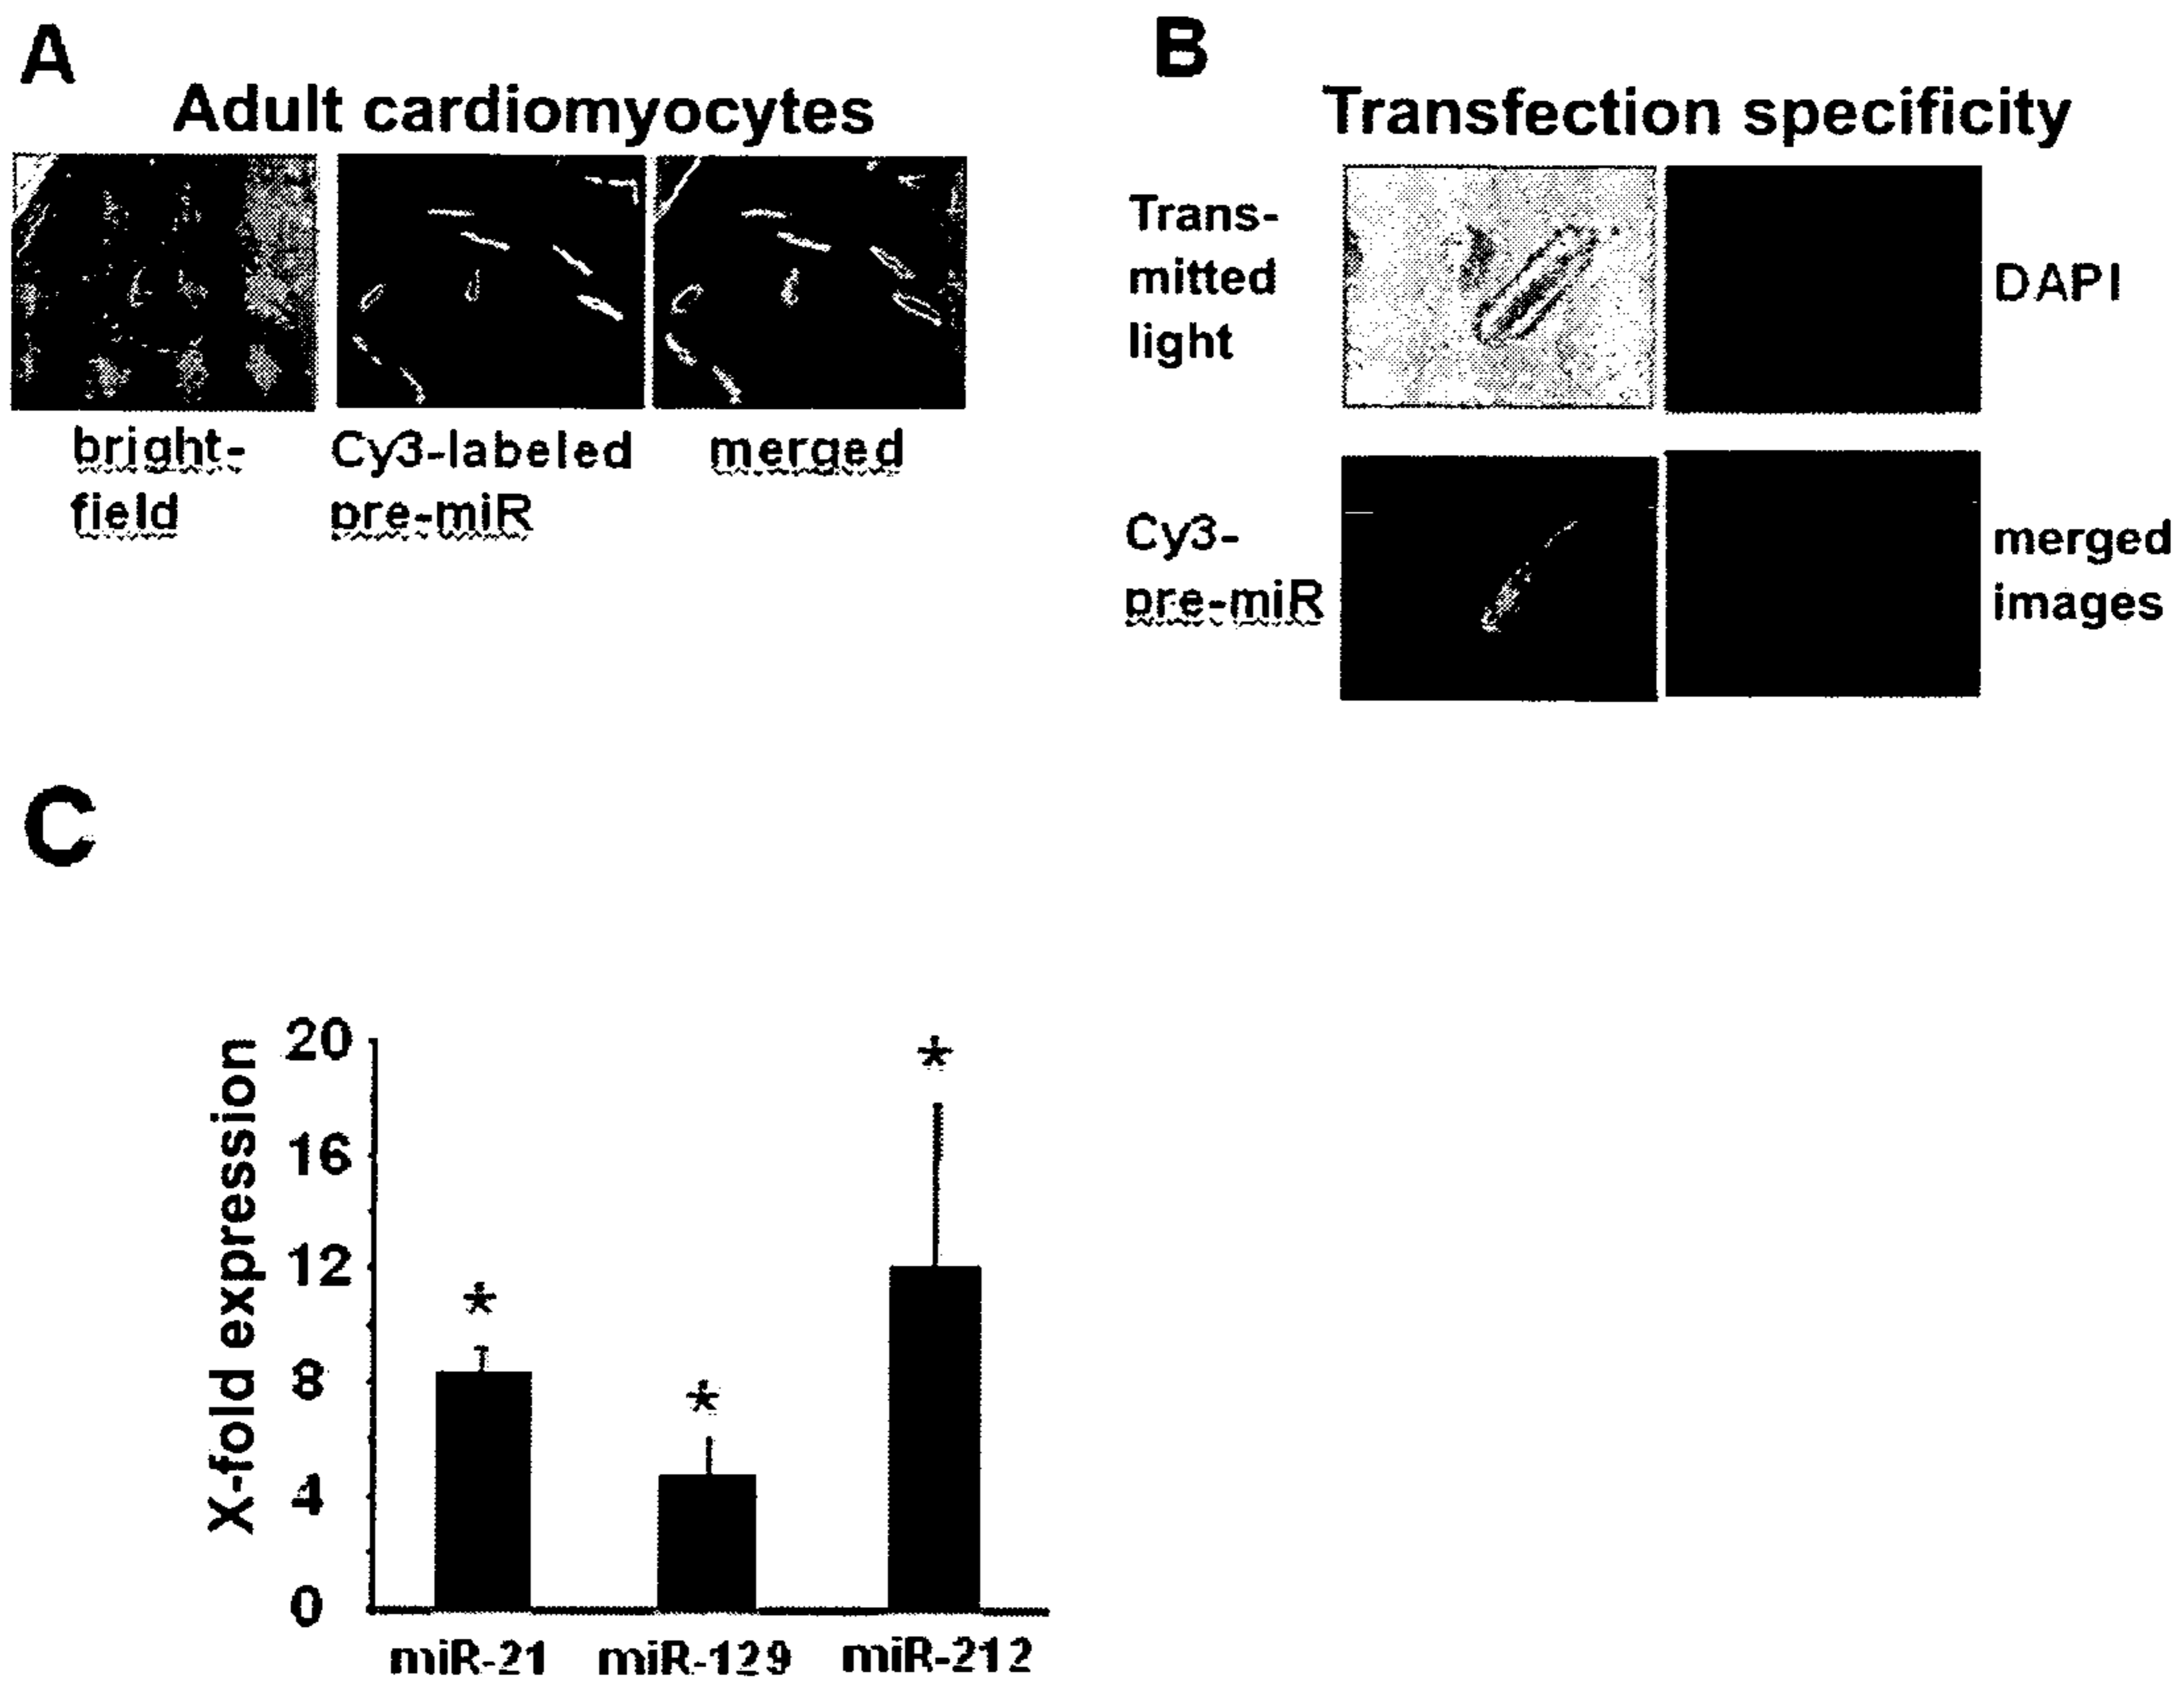 A
Adult cardiomyocytes
bright-
field
Cy3-labeled
pre-miR
merged
B
Transfection specificity
Trans-
mitted
light
DAPI
Cy3-
pre-miR
merged
images
C
X-fold expression
20
16
12
8
4
0
*
*
*
miR-21
miR-129
miR-212